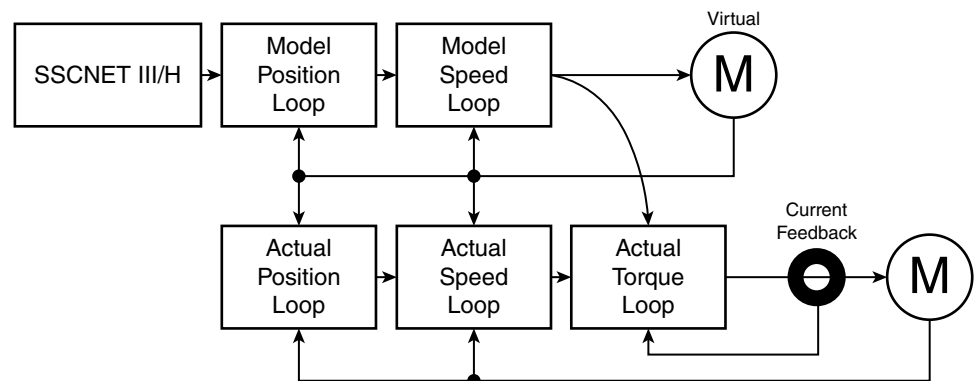 Virtual
SSCNET III/H
Model
Position
Loop
Model
Speed
Loop
M
Current
Feedback
Actual
Position
Loop
Actual
Speed
Loop
Actual
Torque
Loop
M